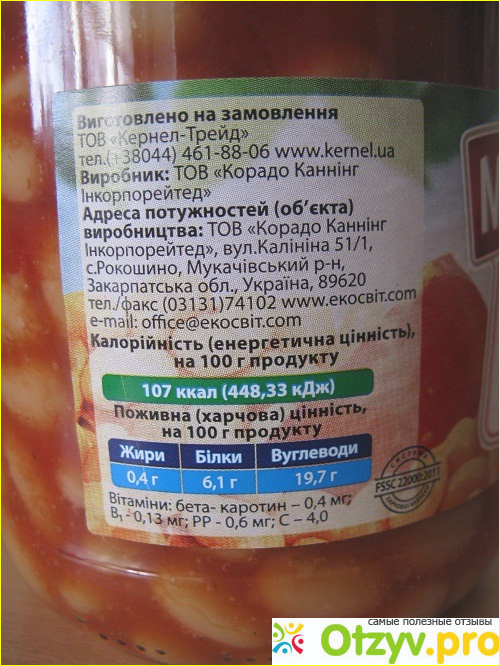 Виготовлено на замовлення
ТОВ «Кернел-Трейд»
тел.(+38044) 461-88-06 www.kernel.ua
Виробник: ТОВ «Корадо Каннінг
Інкорпорейтед»
Адреса потужностей (об’єкта)
виробництва: ТОВ «Корадо Каннінг
Інкорпорейтед», вул.Калініна 51/1,
с.Рокошино, Мукачівський р-н,
Закарпатська обл., Україна, 89620
тел./факс (03131)74102 www.екосвіт.com
e-mail: office@екосвіт.com
Калорійність (енергетична цінність),
на 100 г продукту
107 ккал (448,33 кДж)
Поживна (харчова) цінність,
на 100 г продукту
Жири Білки Вуглеводи
0,4 г 6,1 г 19,7 г
Вітаміни: бета- каротин – 0,4 мг;
В₁ - 0,13 мг; РР - 0,6 мг; С – 4,0
СИСТЕМА
FSSC 22000:2011
самые полезные отзывы
Otzyv.pro